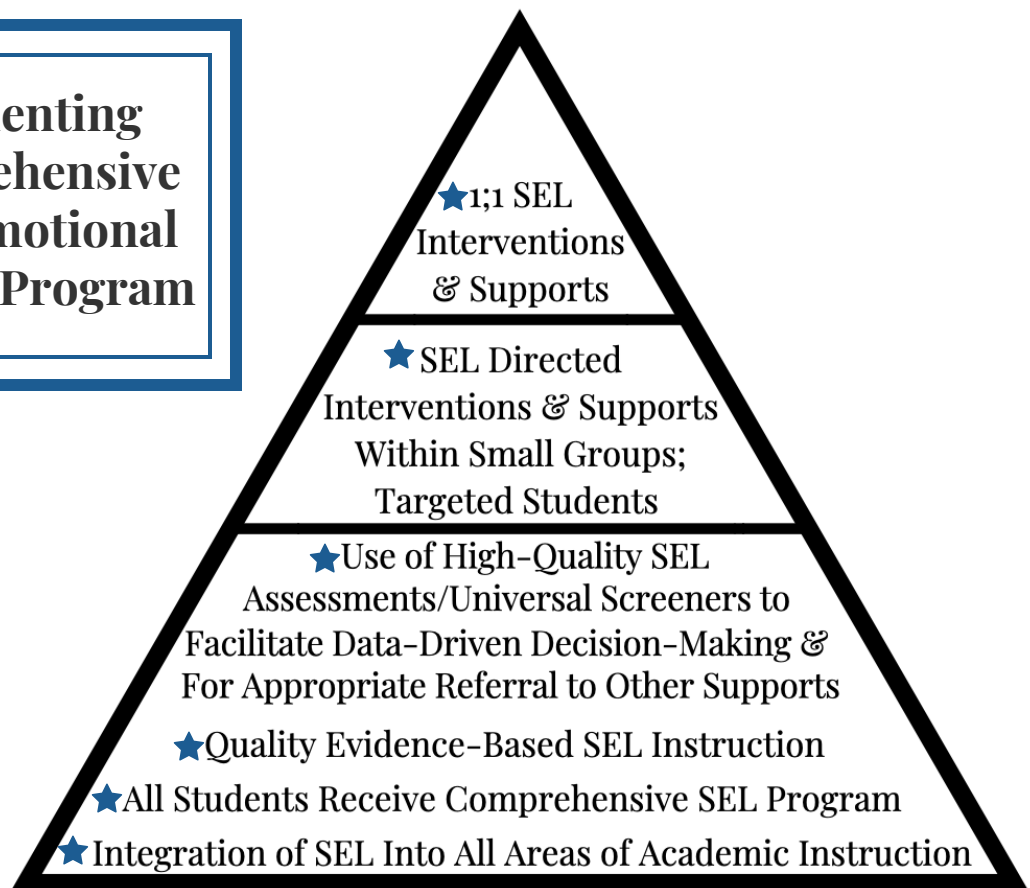 enting
ehensive
motional
Program
1;1 SEL
Interventions
& Supports
SEL Directed
Interventions & Supports
Within Small Groups;
Targeted Students
Use of High-Quality SEL
Assessments/Universal Screeners to
Facilitate Data-Driven Decision-Making &
For Appropriate Referral to Other Supports
Quality Evidence-Based SEL Instruction
All Students Receive Comprehensive SEL Program
Integration of SEL Into All Areas of Academic Instruction